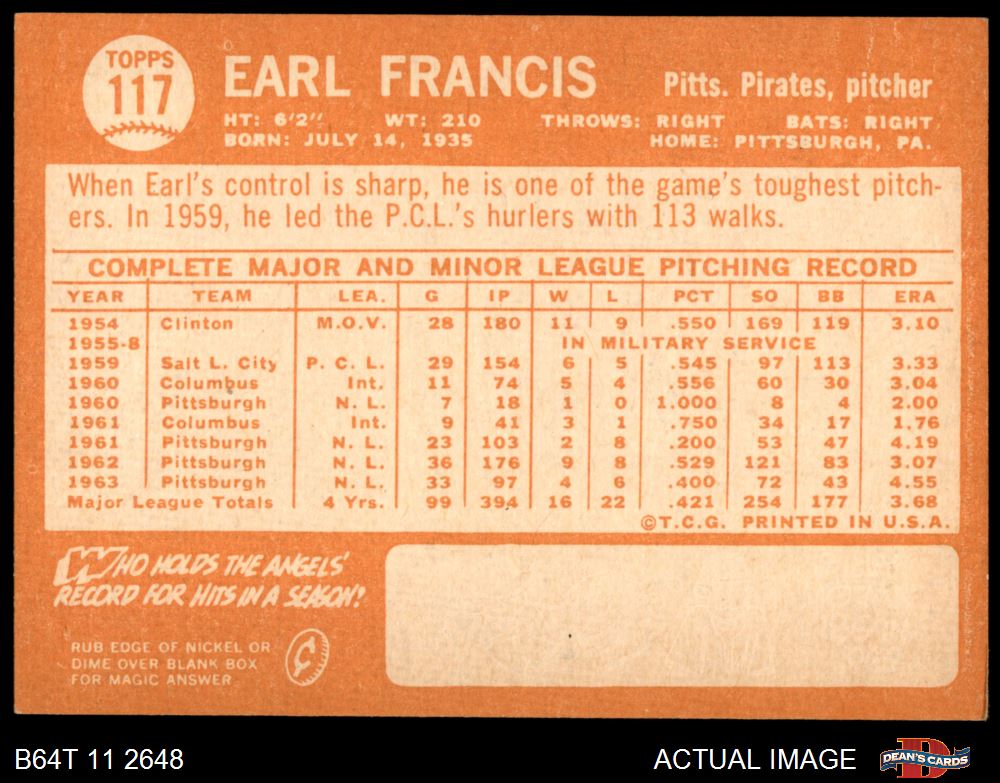 TOPPS
117
EARL FRANCIS
Pitts. Pirates, pitcher
HT: 6'2" WT: 210 THROWS: RIGHT BATS: RIGHT
BORN: JULY 14, 1935 HOME: PITTSBURGH, PA.
When Earl's control is sharp, he is one of the game's toughest pitch-
ers. In 1959, he led the P.C.L.'s hurlers with 113 walks.
COMPLETE MAJOR AND MINOR LEAGUE PITCHING RECORD
YEAR TEAM LEA. G IP W L PCT SO BB ERA
1954 Clinton M.O.V. 28 180 11 9 .550 169 119 3.10
1955-8 IN MILITARY SERVICE
1959 Salt L. City P. C. L. 29 154 6 5 .545 97 113 3.33
1960 Columbus Int. 11 74 5 4 .556 60 30 3.04
1960 Pittsburgh N. L. 7 18 1 0 1.000 8 4 2.00
1961 Columbus Int. 9 41 3 1 .750 34 17 1.76
1961 Pittsburgh N. L. 23 103 2 8 .200 53 47 4.19
1962 Pittsburgh N. L. 36 176 9 8 .529 121 83 3.07
1963 Pittsburgh N. L. 33 97 4 6 .400 72 43 4.55
Major League Totals 4 Yrs. 99 394 16 22 .421 254 177 3.68
©T.C.G. PRINTED IN U.S.A.
WHO HOLDS THE ANGELS'
RECORD FOR HITS IN A SEASON?
RUB EDGE OF NICKEL OR
DIME OVER BLANK BOX
FOR MAGIC ANSWER
¢
B64T 11 2648
ACTUAL IMAGE
D
DEAN'S CARDS